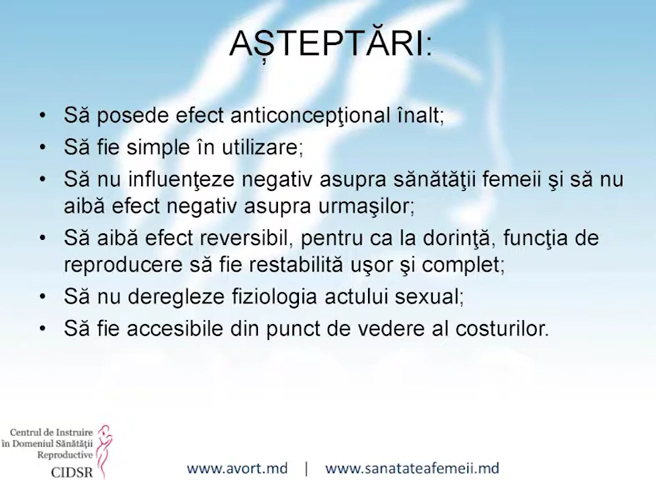 AȘTEPTĂRI:
• Să posede efect anticoncepţional înalt;
• Să fie simple în utilizare;
• Să nu influenţeze negativ asupra sănătăţii femeii şi să nu
aibă efect negativ asupra urmaşilor;
• Să aibă efect reversibil, pentru ca la dorinţă, funcţia de
reproducere să fie restabilită uşor şi complet;
• Să nu deregleze fiziologia actului sexual;
• Să fie accesibile din punct de vedere al costurilor.
Centrul de Instruire
în Domeniul Sănătăţii
Reproductive
CIDSR
www.avort.md | www.sanatateafemeii.md